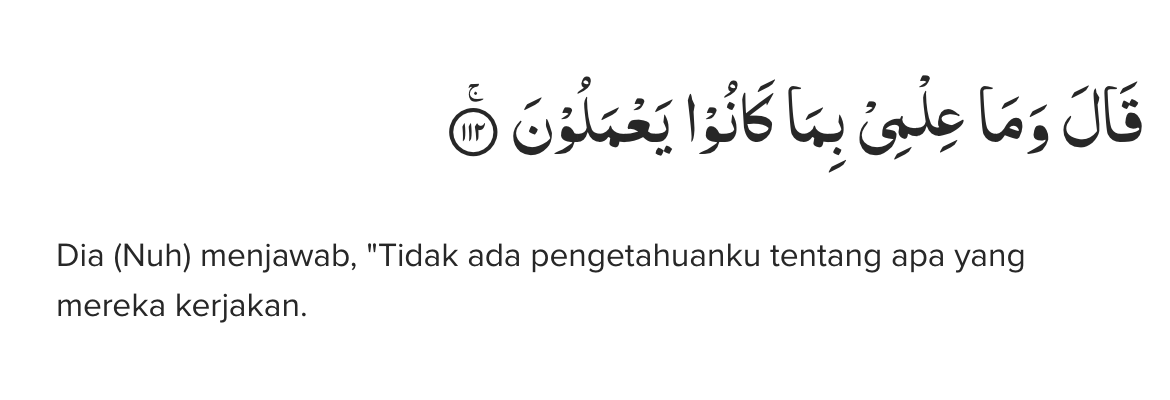 قَالَ وَمَا عِلْمِيْ بِمَا كَانُوْا يَعْمَلُوْنَ ۚ ١١٢
Dia (Nuh) menjawab, "Tidak ada pengetahuanku tentang apa yang
mereka kerjakan.